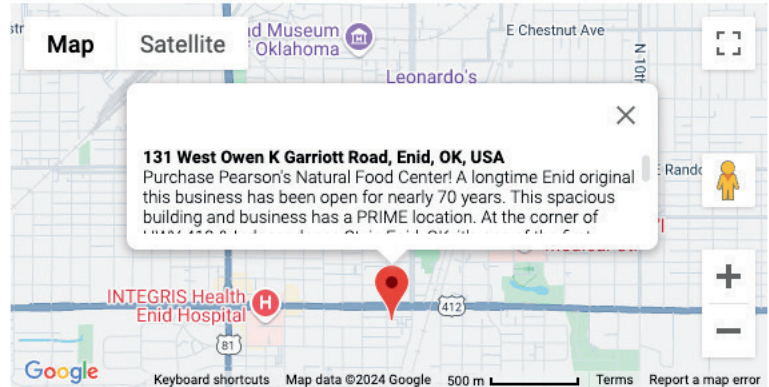 Map
Satellite
Museum
Oklahoma
E Chestnut Ave
N 10th
Leonardo's
131 West Owen K Garriott Road, Enid, OK, USA
Purchase Pearson's Natural Food Center! A longtime Enid original
this business has been open for nearly 70 years. This spacious
building and business has a PRIME location. At the corner of
E Rando
INTEGRIS Health
Enid Hospital
H
412
81
Google
Keyboard shortcuts
Map data ©2024 Google
500 m
Terms
Report a map error